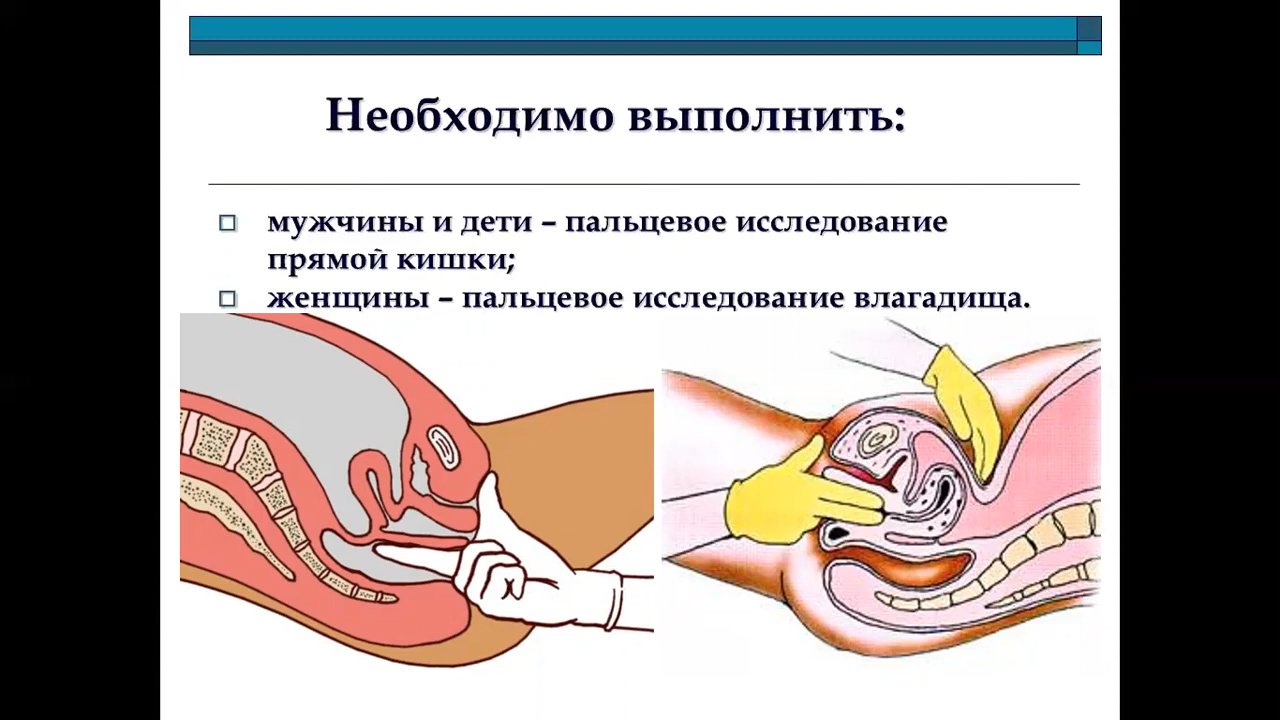 Необходимо выполнить:
мужчины и дети – пальцевое исследование
прямой кишки;
женщины – пальцевое исследование влагадища.